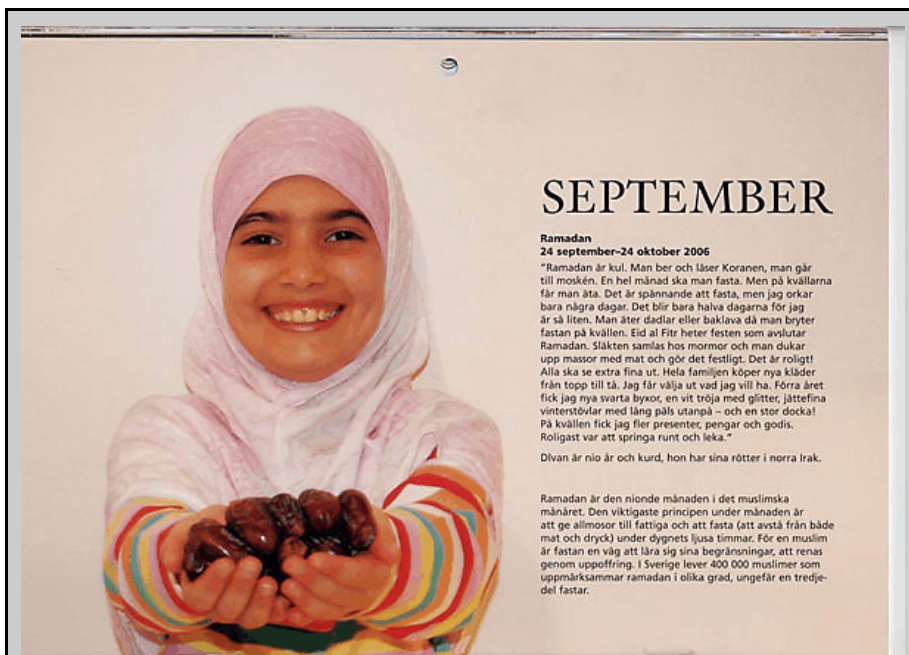 SEPTEMBER
Ramadan
24 september–24 oktober 2006
"Ramadan är kul. Man ber och läser Koranen, man går
till moskén. En hel månad ska man fasta. Men på kvällarna
får man äta. Det är spännande att fasta, men jag orkar
bara några dagar. Det blir bara halva dagarna för jag
är så liten. Man äter dadlar eller baklava då man bryter
fastan på kvällen. Eid al Fitr heter festen som avslutar
Ramadan. Släkten samlas hos mormor och man dukar
upp massor med mat och gör det festligt. Det är roligt!
Alla ska se extra fina ut. Hela familjen köper nya kläder
från topp till tå. Jag får välja ut vad jag vill ha. Förra året
fick jag nya svarta byxor, en vit tröja med glitter, jättefina
vinterstövlar med lång päls utanpå – och en stor docka!
På kvällen fick jag fler presenter, pengar och godis.
Roligast var att springa runt och leka."
Divan är nio år och kurd, hon har sina rötter i norra Irak.
Ramadan är den nionde månaden i det muslimska
månåret. Den viktigaste principen under månaden är
att ge allmosor till fattiga och att fasta (att avstå från både
mat och dryck) under dygnets ljusa timmar. För en muslim
är fastan en väg att lära sig sina begränsningar, att renas
genom uppoffring. I Sverige lever 400 000 muslimer som
uppmärksammar ramadan i olika grad, ungefär en tredje-
del fastar.